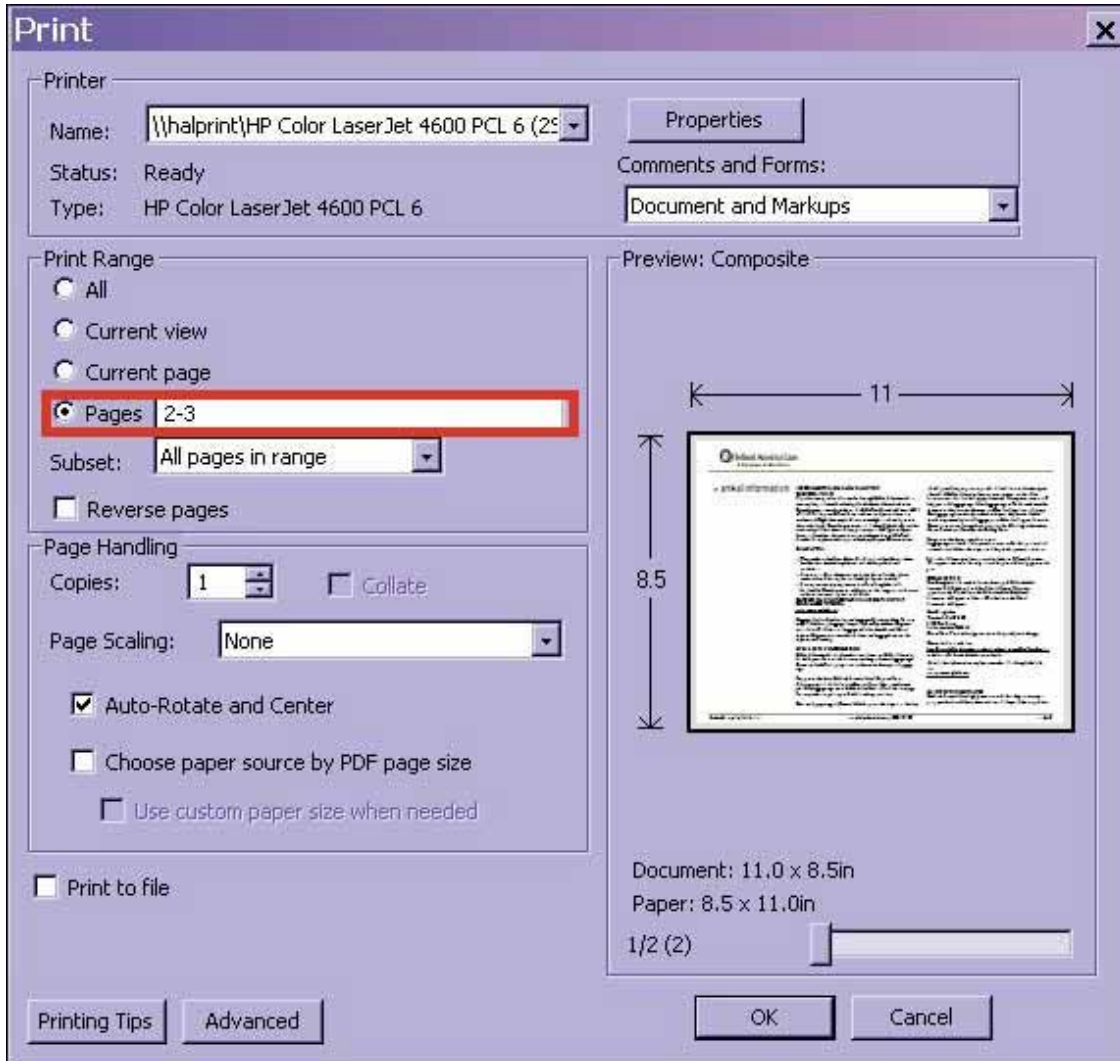 Print
Printer
Name: \\halprint\HP Color LaserJet 4600 PCL 6 (2S
Properties
Status: Ready
Comments and Forms:
Type: HP Color LaserJet 4600 PCL 6
Document and Markups
Print Range
All
Current view
Current page
Pages 2-3
Subset: All pages in range
Reverse pages
Page Handling
Copies: 1
Collate
Page Scaling: None
Auto-Rotate and Center
Choose paper source by PDF page size
Use custom paper size when needed
Print to file
Preview: Composite
11
8.5
Document: 11.0 x 8.5in
Paper: 8.5 x 11.0in
1/2 (2)
Printing Tips
Advanced
OK
Cancel